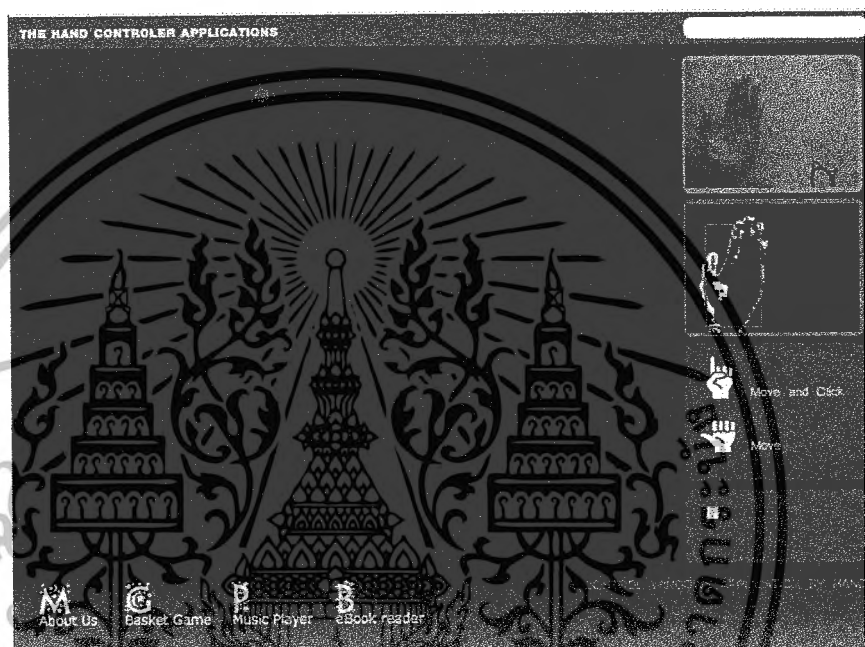 THE HAND CONTROLER APPLICATIONS
Move and Click
Move
M G P B
About Us Basket Game Music Player eBook reader